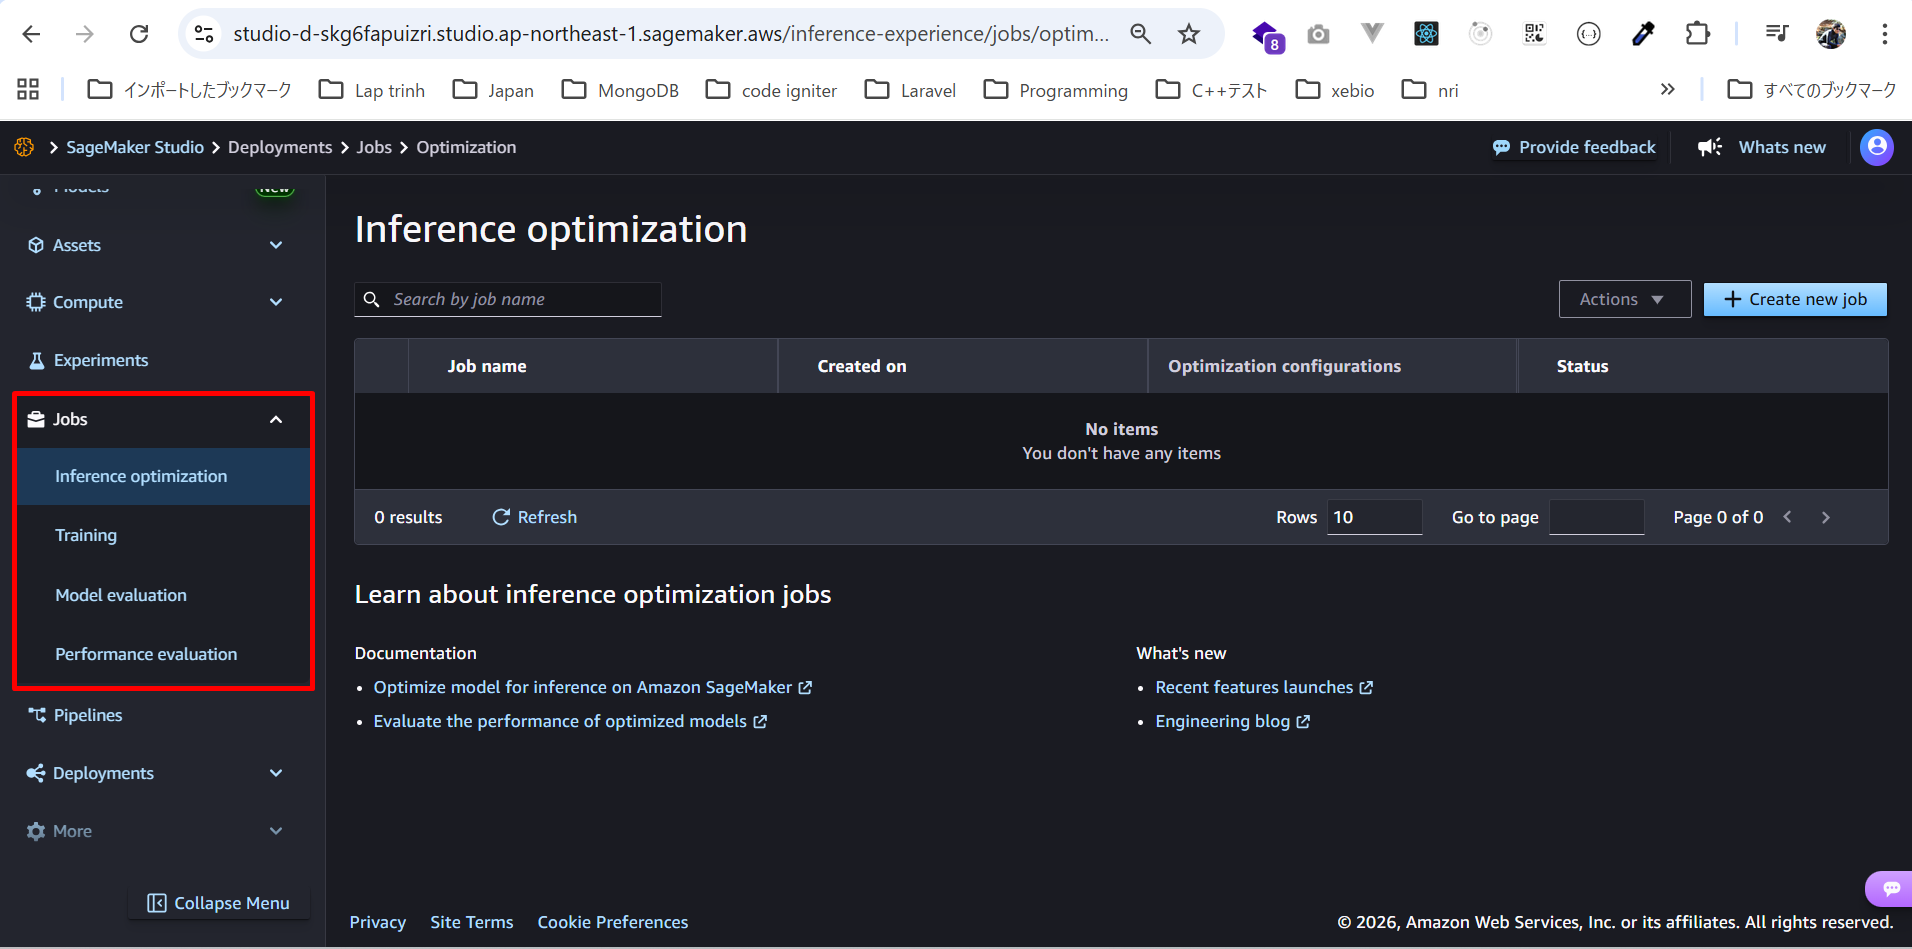 studio-d-skg6fapuizri.studio.ap-northeast-1.sagemaker.aws/inference-experience/jobs/optim...
8
インポートしたブックマーク
Lap trinh
Japan
MongoDB
code igniter
Laravel
Programming
C++テスト
xebio
nri
»
すべてのブックマーク
SageMaker Studio > Deployments > Jobs > Optimization
Provide feedback
Whats new
Models
New
Assets
Compute
Experiments
Jobs
Inference optimization
Training
Model evaluation
Performance evaluation
Pipelines
Deployments
More
Collapse Menu
Inference optimization
Search by job name
Actions
+ Create new job
Job name
Created on
Optimization configurations
Status
No items
You don't have any items
0 results
Refresh
Rows 10
Go to page
Page 0 of 0
Learn about inference optimization jobs
Documentation
• Optimize model for inference on Amazon SageMaker
• Evaluate the performance of optimized models
What's new
• Recent features launches
• Engineering blog
Privacy
Site Terms
Cookie Preferences
© 2026, Amazon Web Services, Inc. or its affiliates. All rights reserved.